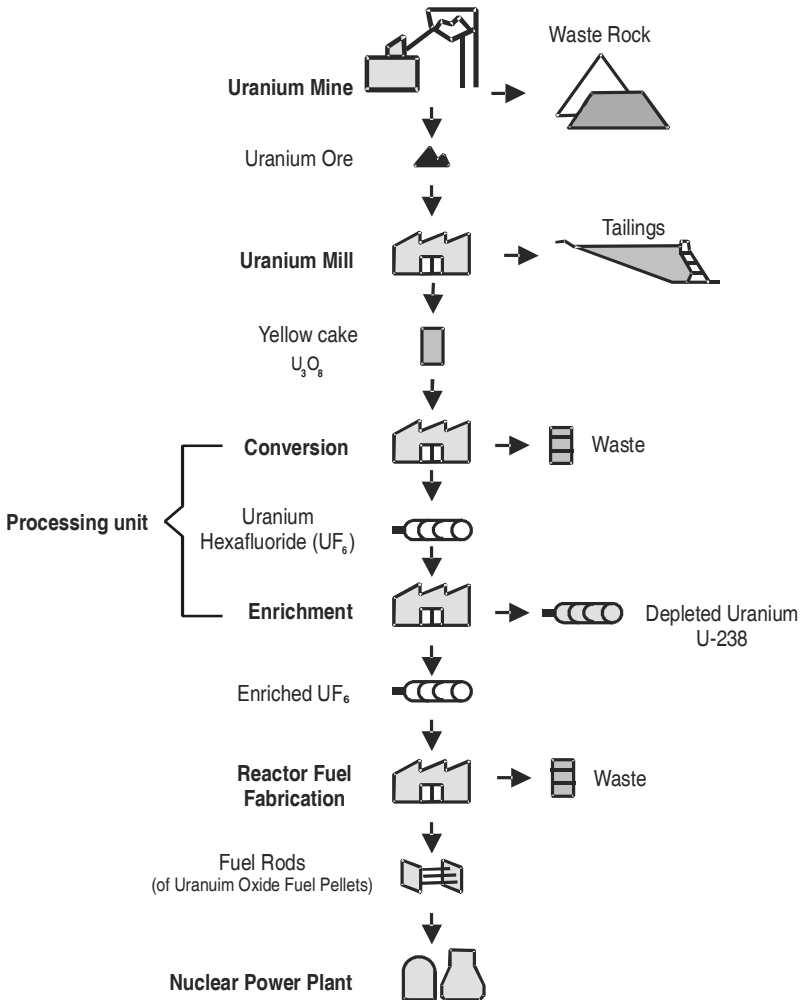 Waste Rock
Uranium Mine
Uranium Ore
Tailings
Uranium Mill
Yellow cake
U₃O₈
Conversion
Waste
Processing unit
Uranium
Hexafluoride (UF₆)
Enrichment
Depleted Uranium
U-238
Enriched UF₆
Reactor Fuel
Fabrication
Waste
Fuel Rods
(of Uranuim Oxide Fuel Pellets)
Nuclear Power Plant